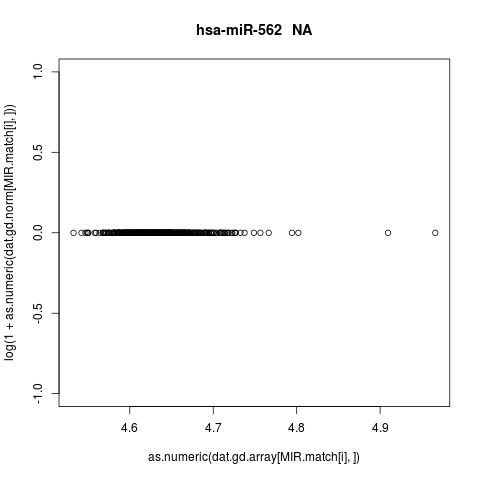 hsa-miR-562 NA
1.0
0.5
0.0
-0.5
-1.0
log(1 + as.numeric(dat.gd.norm[MIR.match[i], ]))
4.6 4.7 4.8 4.9
as.numeric(dat.gd.array[MIR.match[i], ])